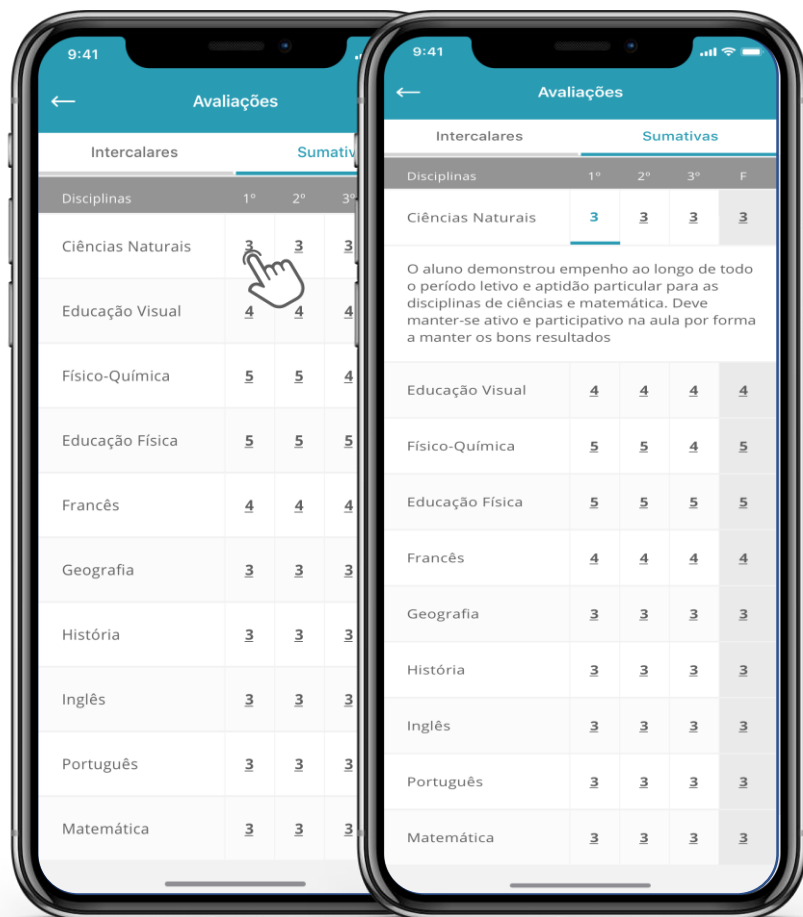 9:41
Avaliações
Intercalares Sumativ
Disciplinas 1º 2º 3º
Ciências Naturais 3 3 3
Educação Visual 4 4 4
Físico-Química 5 5 4
Educação Física 5 5 5
Francês 4 4 4
Geografia 3 3 3
História 3 3 3
Inglês 3 3 3
Português 3 3 3
Matemática 3 3 3
9:41
Avaliações
Intercalares Sumativas
Disciplinas 1º 2º 3º F
Ciências Naturais 3 3 3 3
O aluno demonstrou empenho ao longo de todo
o período letivo e aptidão particular para as
disciplinas de ciências e matemática. Deve
manter-se ativo e participativo na aula por forma
a manter os bons resultados
Educação Visual 4 4 4 4
Físico-Química 5 5 4 5
Educação Física 5 5 5 5
Francês 4 4 4 4
Geografia 3 3 3 3
História 3 3 3 3
Inglês 3 3 3 3
Português 3 3 3 3
Matemática 3 3 3 3